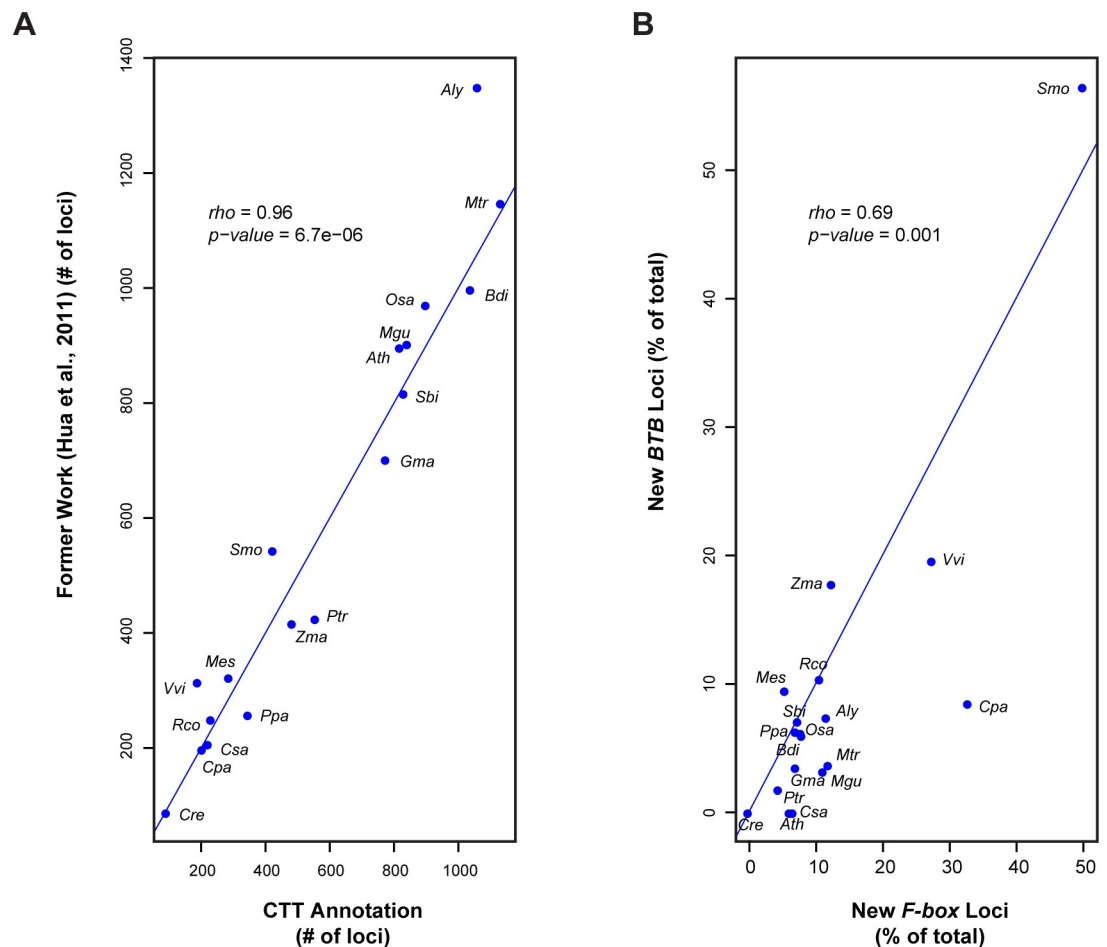 A
B
1400
1200
1000
800
600
400
200
Former Work (Hua et al., 2011) (# of loci)
rho = 0.96
p−value = 6.7e−06
Aly
Mtr
Osa
Bdi
Mgu
Ath
Sbi
Gma
Smo
Ptr
Zma
Mes
Vvi
Ppa
Rco
Csa
Cpa
Cre
200 400 600 800 1000
CTT Annotation
(# of loci)
50
40
30
20
10
0
New BTB Loci (% of total)
rho = 0.69
p−value = 0.001
Smo
Vvi
Zma
Rco
Mes
Cpa
Sbi
Aly
Ppa
Osa
Bdi
Mtr
Gma
Mgu
Ptr
Csa
Cre
Ath
0 10 20 30 40 50
New F-box Loci
(% of total)